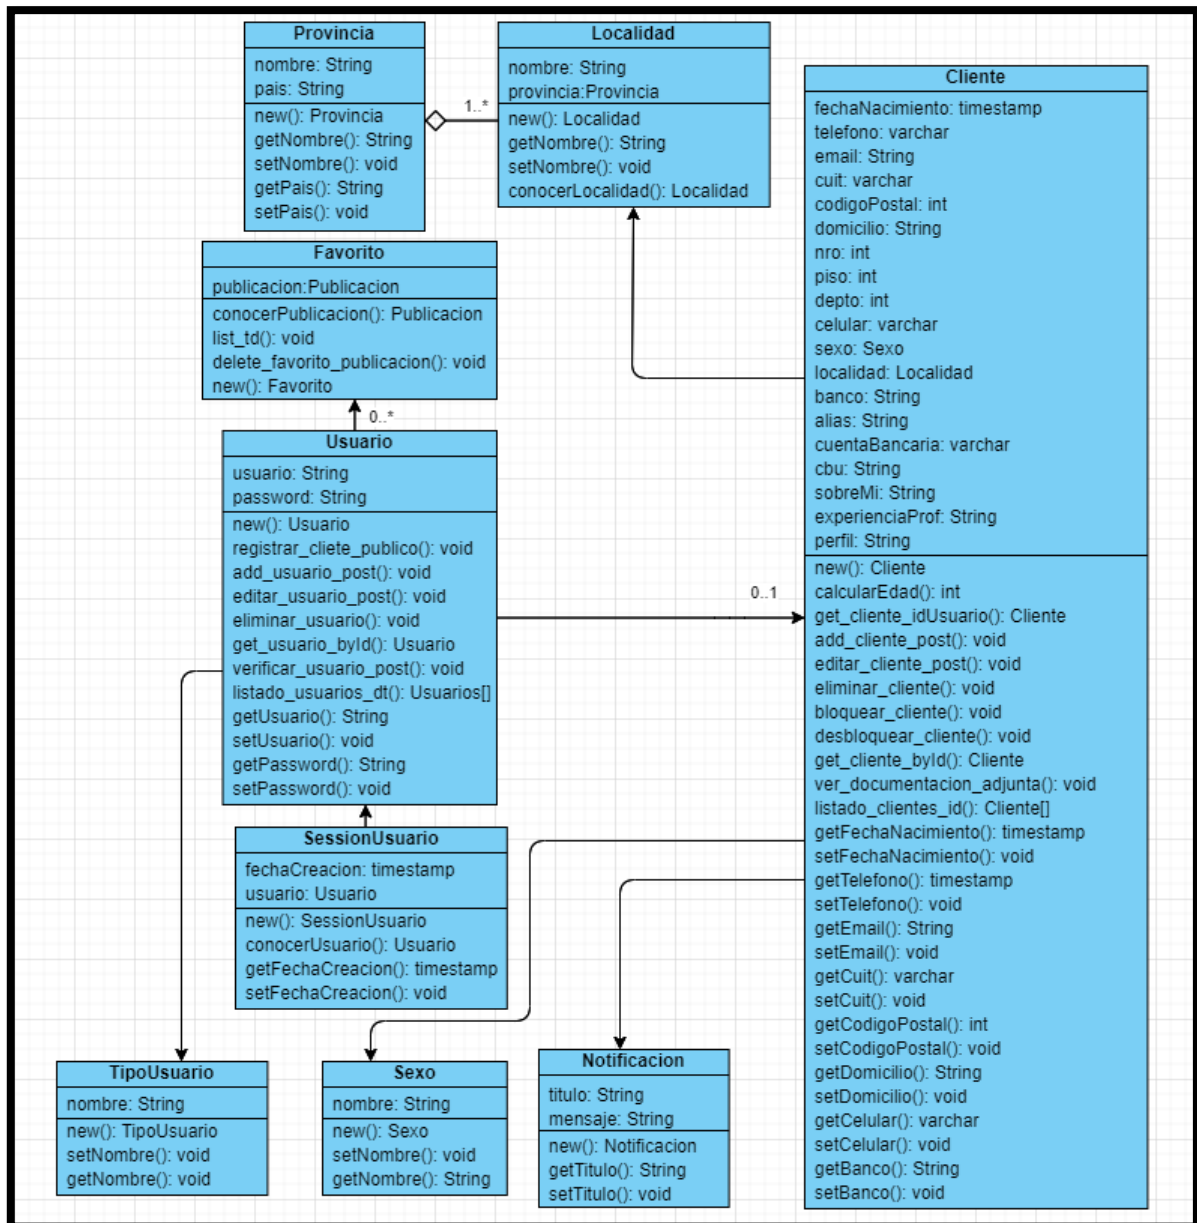 Provincia
nombre: String
pais: String
new(): Provincia
getNombre(): String
setNombre(): void
getPais(): String
setPais(): void
1..*
Localidad
nombre: String
provincia:Provincia
new(): Localidad
getNombre(): String
setNombre(): void
conocerLocalidad(): Localidad
Favorito
publicacion:Publicacion
conocerPublicacion(): Publicacion
list_td(): void
delete_favorito_publicacion(): void
new(): Favorito
0..*
Usuario
usuario: String
password: String
new(): Usuario
registrar_cliete_publico(): void
add_usuario_post(): void
editar_usuario_post(): void
eliminar_usuario(): void
get_usuario_byId(): Usuario
verificar_usuario_post(): void
listado_usuarios_dt(): Usuarios[]
getUsuario(): String
setUsuario(): void
getPassword(): String
setPassword(): void
0..1
SessionUsuario
fechaCreacion: timestamp
usuario: Usuario
new(): SessionUsuario
conocerUsuario(): Usuario
getFechaCreacion(): timestamp
setFechaCreacion(): void
TipoUsuario
nombre: String
new(): TipoUsuario
setNombre(): void
getNombre(): void
Sexo
nombre: String
new(): Sexo
setNombre(): void
getNombre(): String
Notificacion
titulo: String
mensaje: String
new(): Notificacion
getTitulo(): String
setTitulo(): void
Cliente
fechaNacimiento: timestamp
telefono: varchar
email: String
cuit: varchar
codigoPostal: int
domicilio: String
nro: int
piso: int
depto: int
celular: varchar
sexo: Sexo
localidad: Localidad
banco: String
alias: String
cuentaBancaria: varchar
cbu: String
sobreMi: String
experienciaProf: String
perfil: String
new(): Cliente
calcularEdad(): int
get_cliente_idUsuario(): Cliente
add_cliente_post(): void
editar_cliente_post(): void
eliminar_cliente(): void
bloquear_cliente(): void
desbloquear_cliente(): void
get_cliente_byId(): Cliente
ver_documentacion_adjunta(): void
listado_clientes_id(): Cliente[]
getFechaNacimiento(): timestamp
setFechaNacimiento(): void
getTelefono(): timestamp
setTelefono(): void
getEmail(): String
setEmail(): void
getCuit(): varchar
setCuit(): void
getCodigoPostal(): int
setCodigoPostal(): void
getDomicilio(): String
setDomicilio(): void
getCelular(): varchar
setCelular(): void
getBanco(): String
setBanco(): void